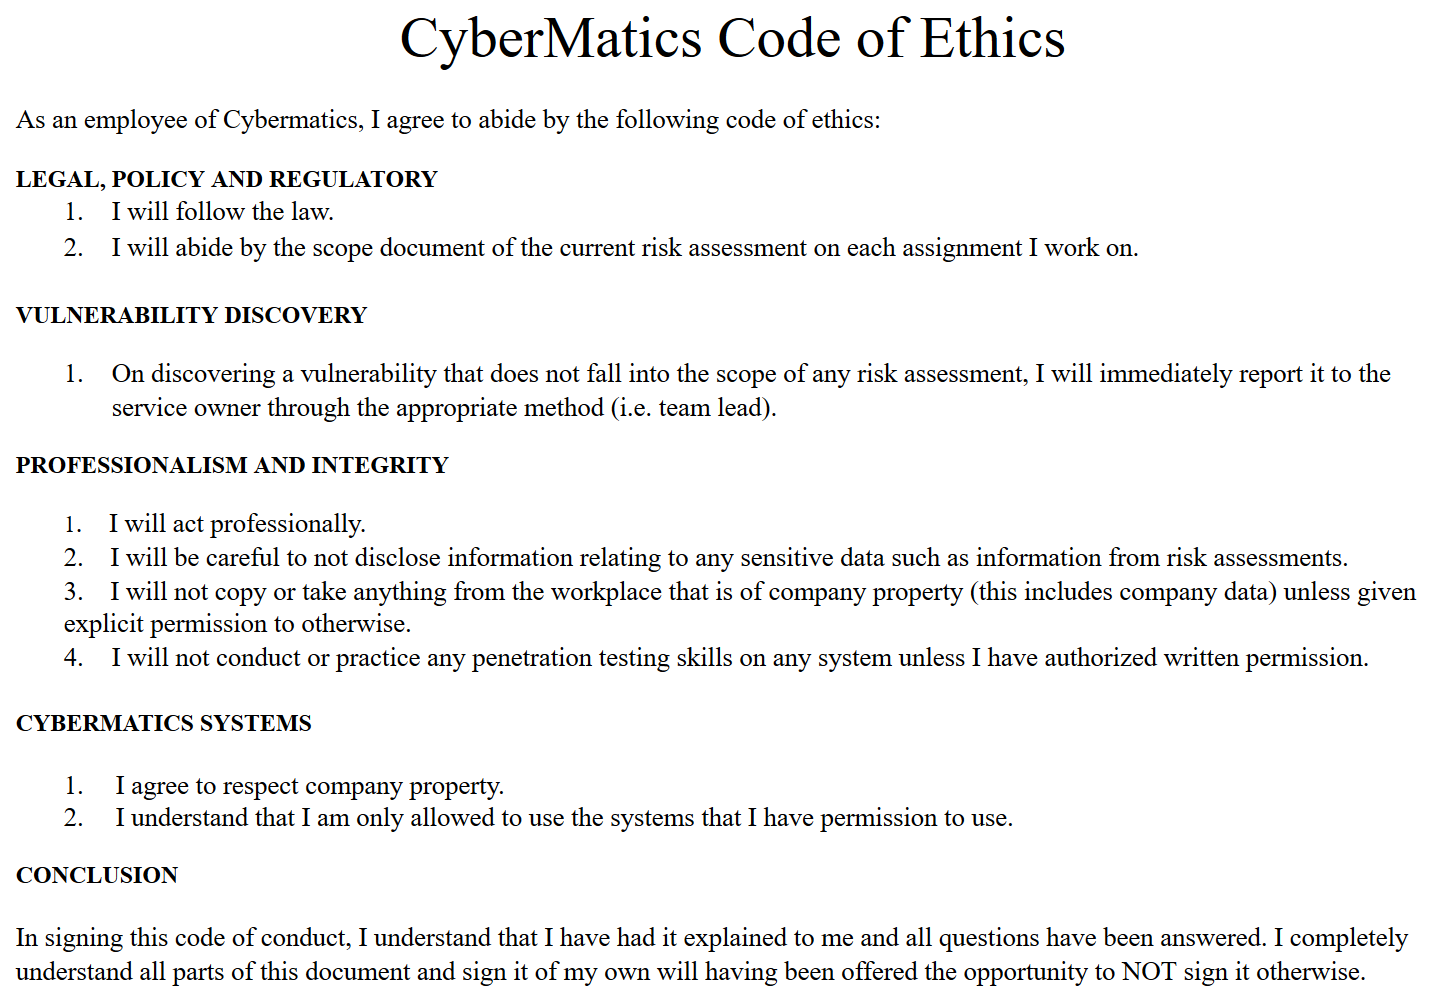 CyberMatics Code of Ethics
As an employee of Cybermatics, I agree to abide by the following code of ethics:
LEGAL, POLICY AND REGULATORY
1. I will follow the law.
2. I will abide by the scope document of the current risk assessment on each assignment I work on.
VULNERABILITY DISCOVERY
1. On discovering a vulnerability that does not fall into the scope of any risk assessment, I will immediately report it to the
service owner through the appropriate method (i.e. team lead).
PROFESSIONALISM AND INTEGRITY
1. I will act professionally.
2. I will be careful to not disclose information relating to any sensitive data such as information from risk assessments.
3. I will not copy or take anything from the workplace that is of company property (this includes company data) unless given
explicit permission to otherwise.
4. I will not conduct or practice any penetration testing skills on any system unless I have authorized written permission.
CYBERMATICS SYSTEMS
1. I agree to respect company property.
2. I understand that I am only allowed to use the systems that I have permission to use.
CONCLUSION
In signing this code of conduct, I understand that I have had it explained to me and all questions have been answered. I completely
understand all parts of this document and sign it of my own will having been offered the opportunity to NOT sign it otherwise.